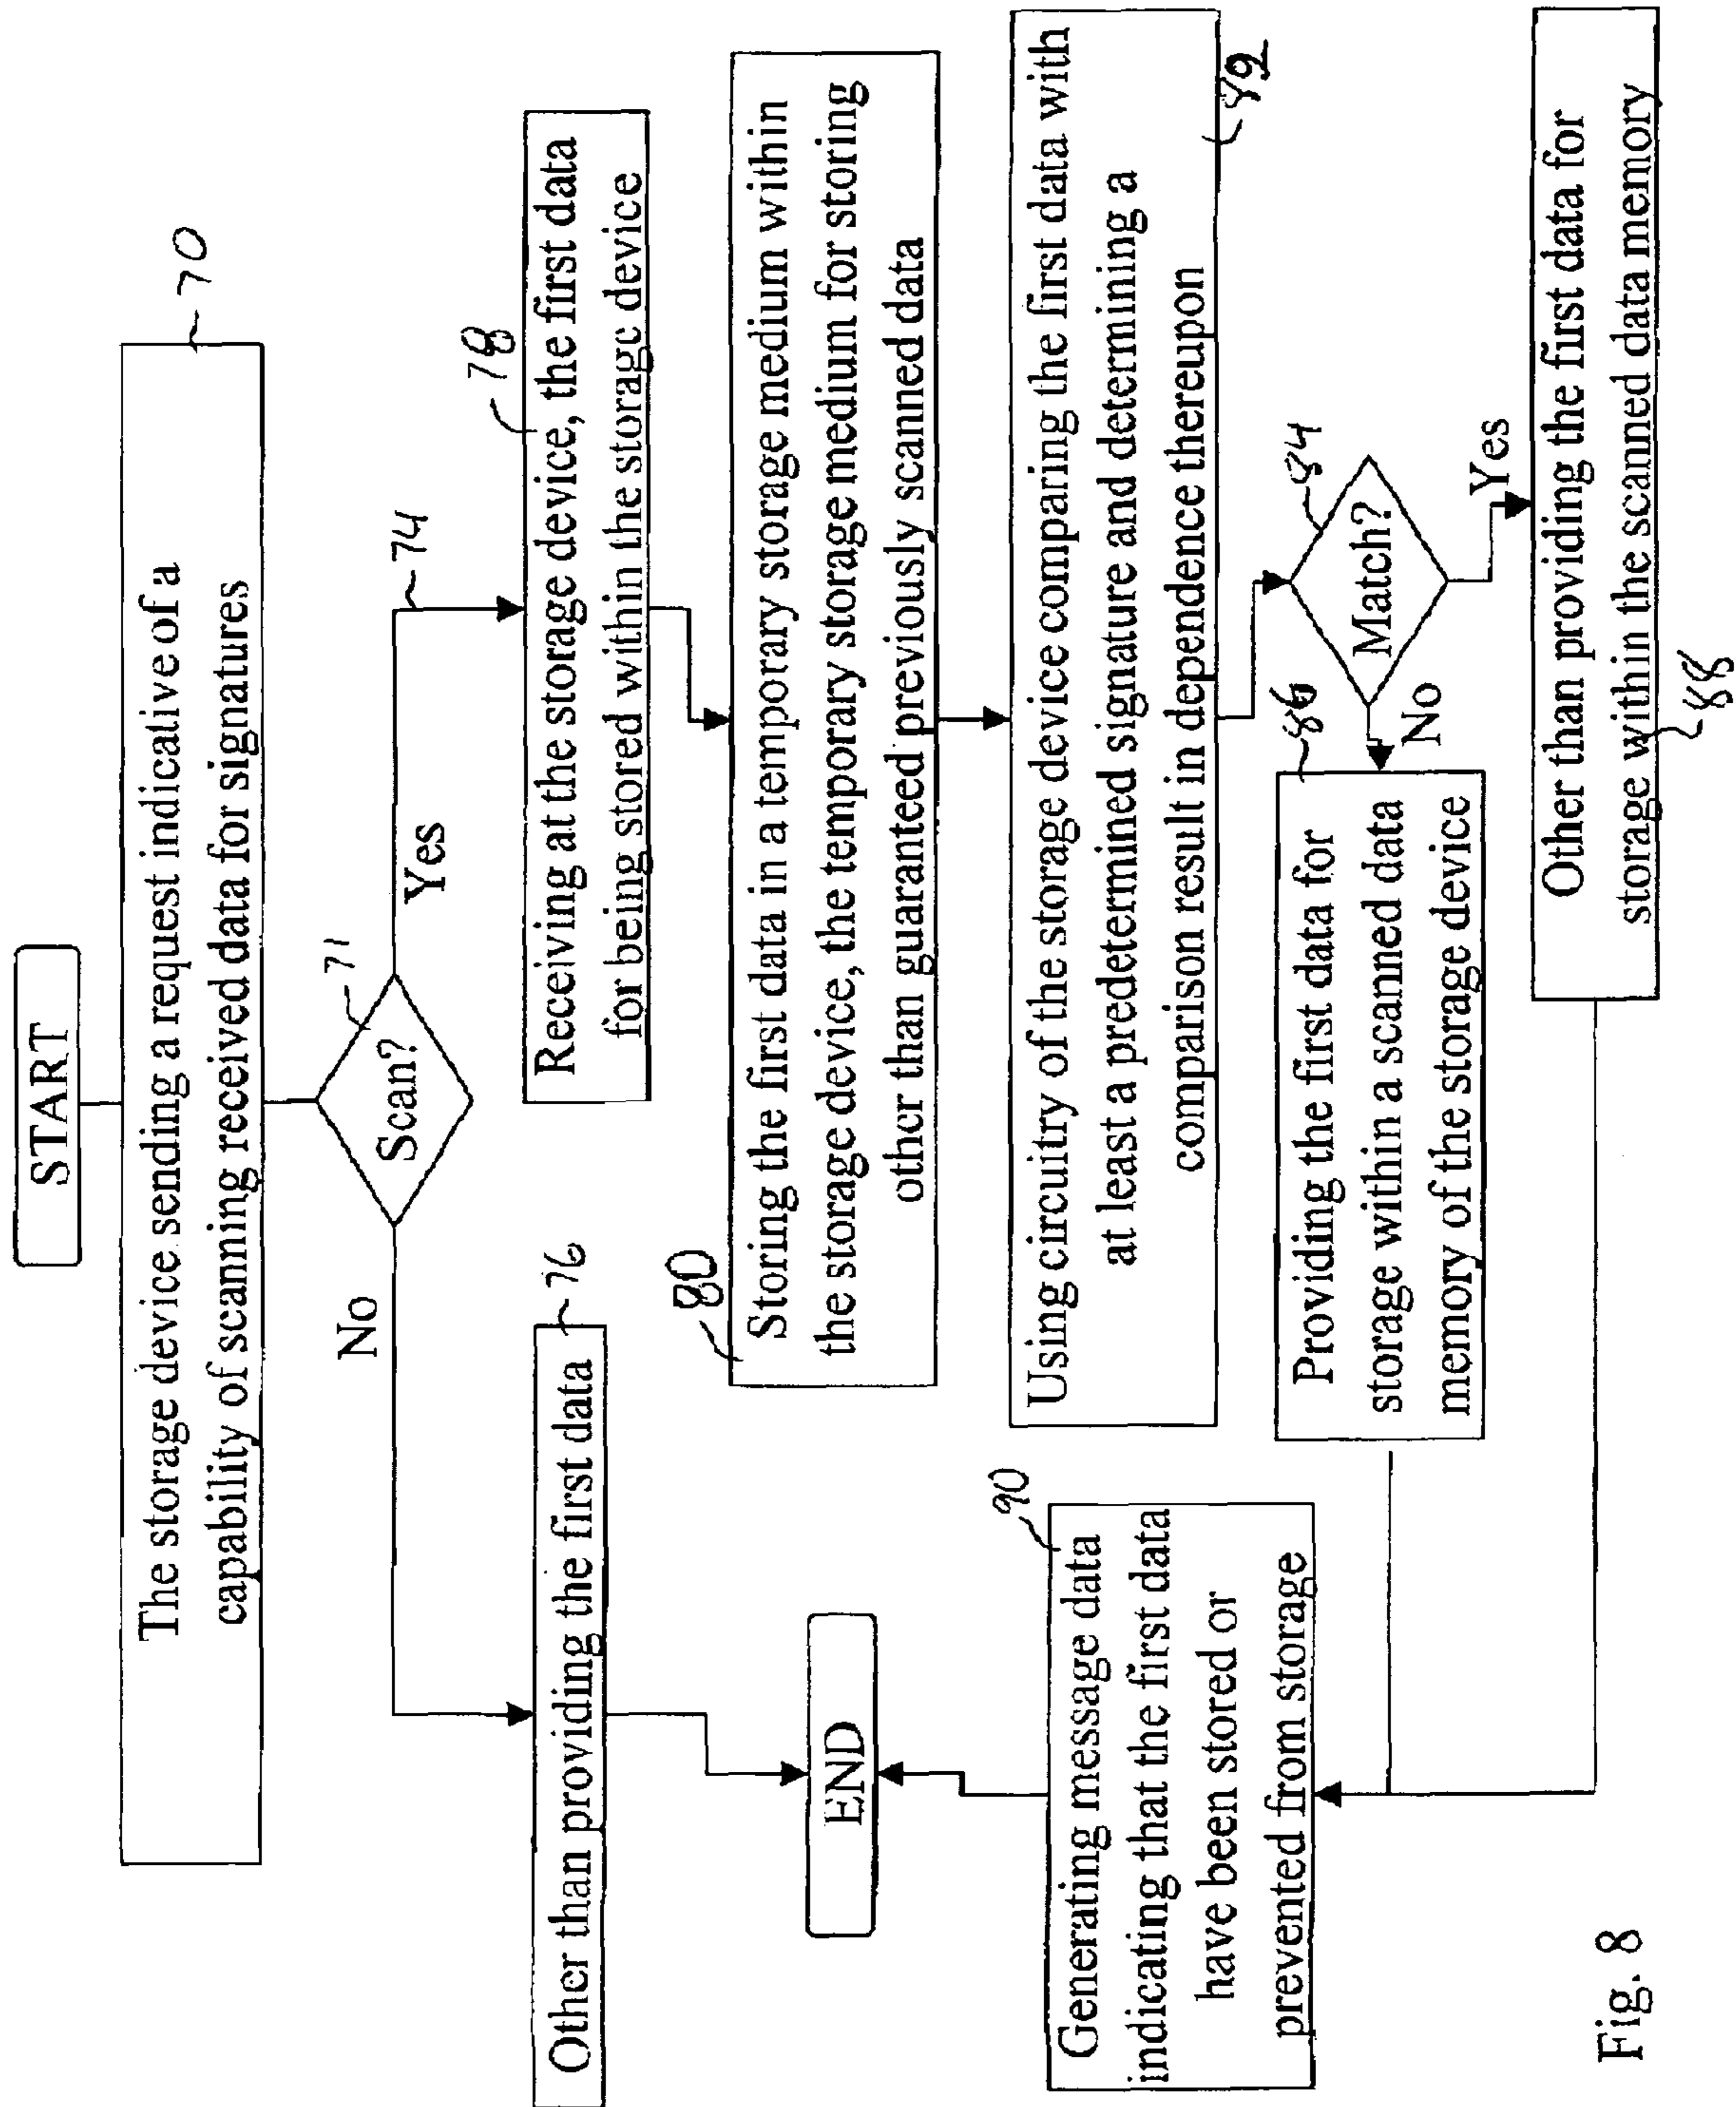 START
70
The storage device sending a request indicative of a
capability of scanning received data for signatures
71
Scan?
No
Yes
74
76
Other than providing the first data
78
Receiving at the storage device, the first data
for being stored within the storage device
80
Storing the first data in a temporary storage medium within
the storage device, the temporary storage medium for storing
other than guaranteed previously scanned data
END
90
Generating message data
indicating that the first data
have been stored or
prevented from storage
Using circuitry of the storage device comparing the first data with
at least a predetermined signature and determining a
comparison result in dependence thereupon
84
Match?
No
Yes
86
Providing the first data for
storage within a scanned data
memory of the storage device
Other than providing the first data for
storage within the scanned data memory
88
Fig. 8